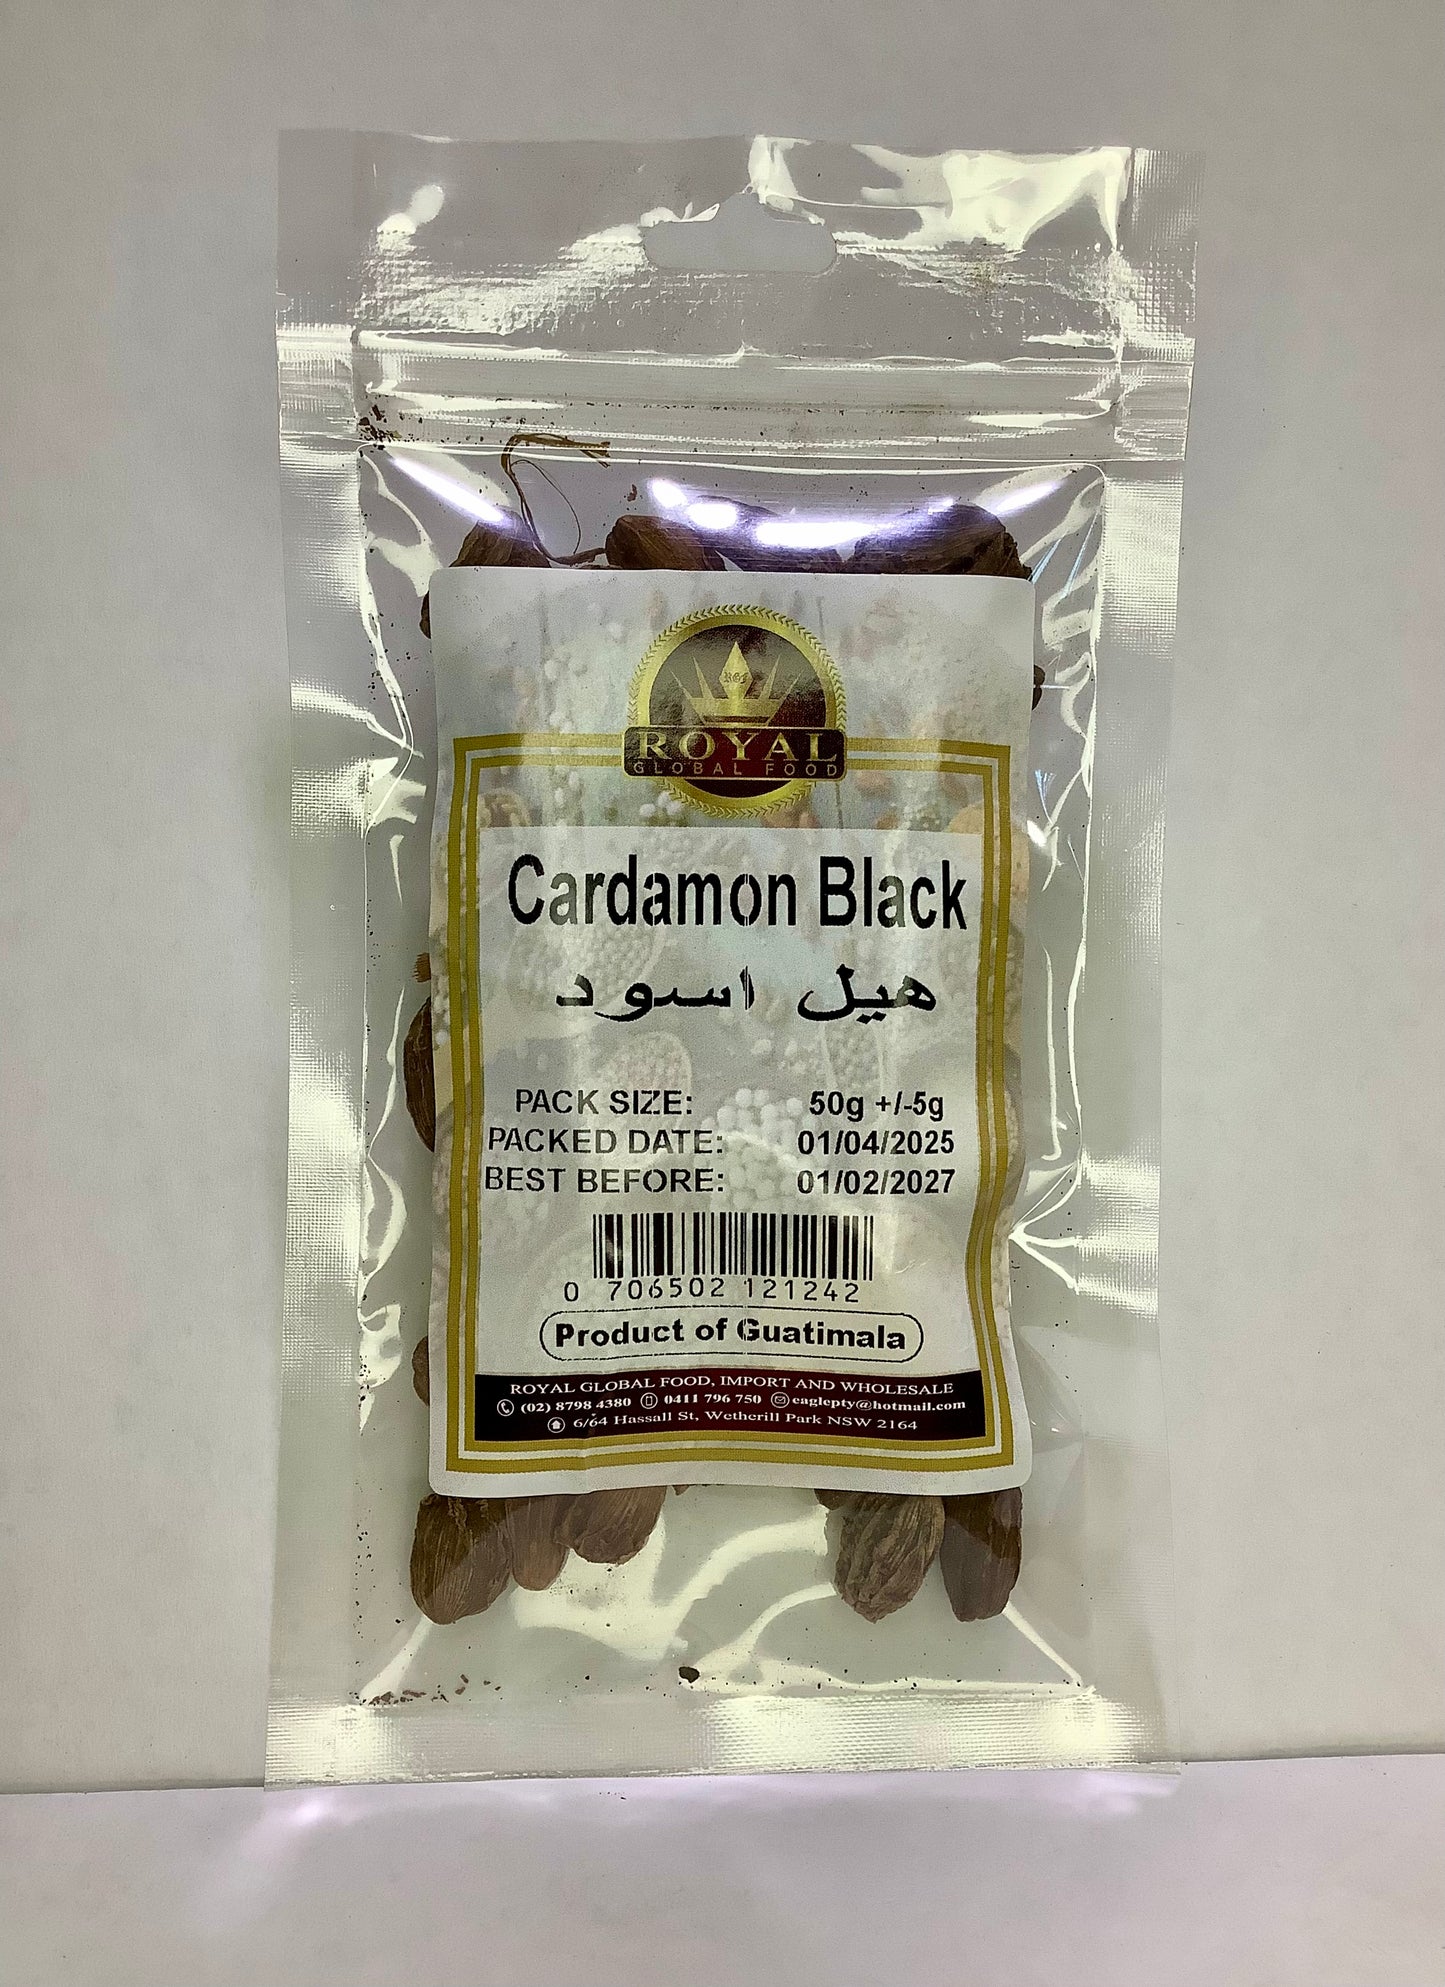 RGF
ROYAL
GLOBAL FOOD
Cardamon Black
هيل اسود
PACK SIZE: 50g +/-5g
PACKED DATE: 01/04/2025
BEST BEFORE: 01/02/2027
0 706502 121242
Product of Guatimala
ROYAL GLOBAL FOOD, IMPORT AND WHOLESALE
(02) 8798 4380 0411 796 750 eaglepty@hotmail.com
6/64 Hassall St, Wetherill Park NSW 2164